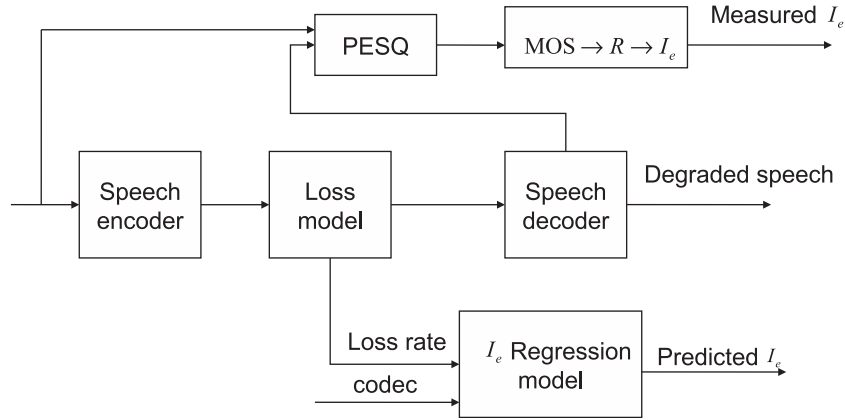 Measured I_e
PESQ
MOS → R → I_e
Speech
encoder
Loss
model
Speech
decoder
Degraded speech
Loss rate
codec
I_e Regression
model
Predicted I_e